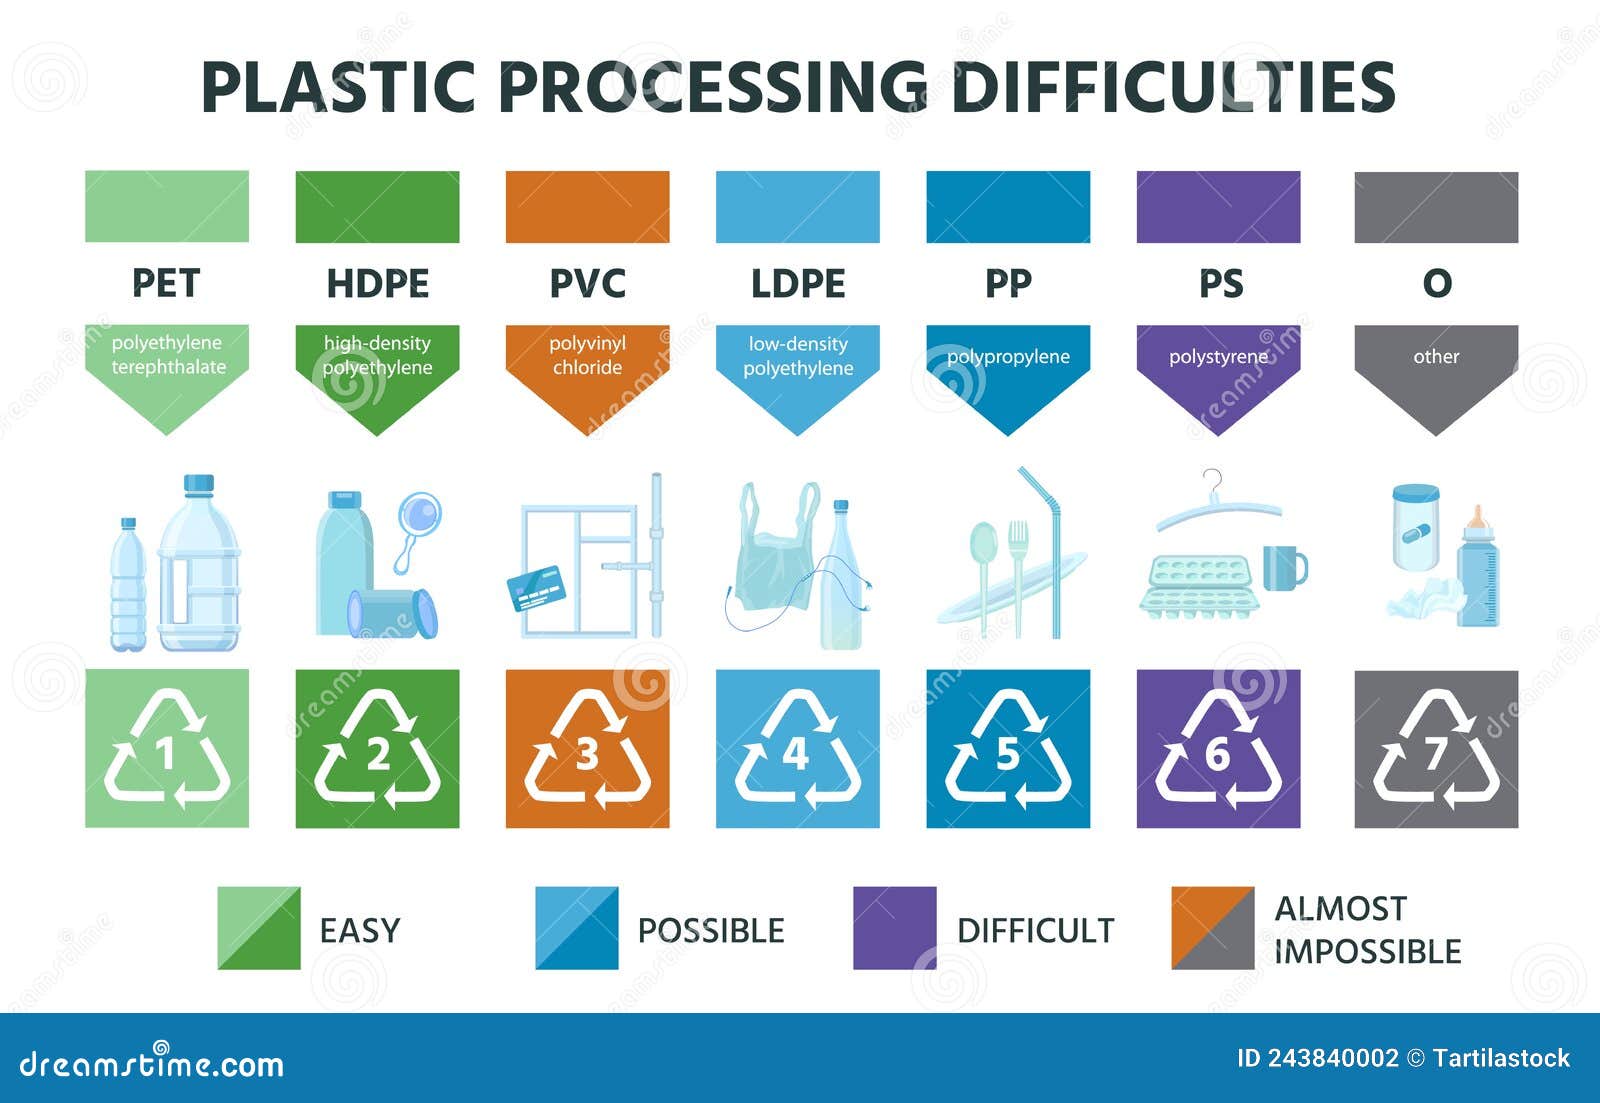 PLASTIC PROCESSING DIFFICULTIES
PET HDPE PVC LDPE PP PS O
polyethylene
terephthalate
high-density
polyethylene
polyvinyl
chloride
low-density
polyethylene
polypropylene
polystyrene
other
1 2 3 4 5 6 7
EASY
POSSIBLE
DIFFICULT
ALMOST
IMPOSSIBLE
dreamstime.com
ID 243840002 © Tartilastock